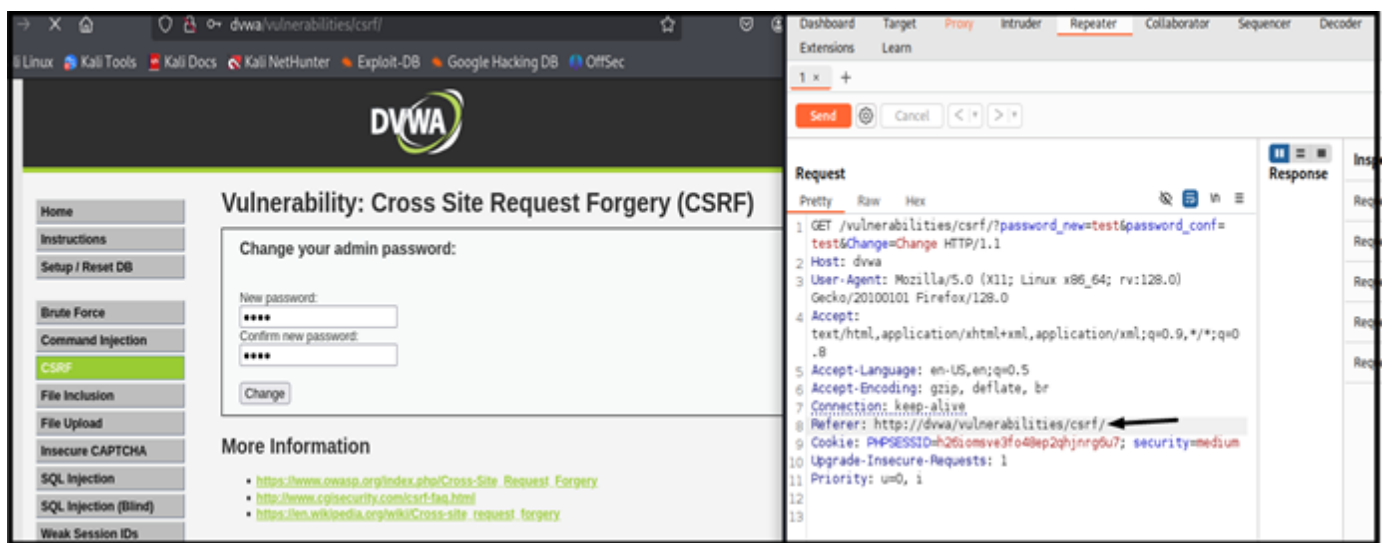 dvwa/vulnerabilities/csrf/
Linux Kali Tools Kali Docs Kali NetHunter Exploit-DB Google Hacking DB OffSec
DVWA
Home
Instructions
Setup / Reset DB
Brute Force
Command Injection
CSRF
File Inclusion
File Upload
Insecure CAPTCHA
SQL Injection
SQL Injection (Blind)
Weak Session IDs
Vulnerability: Cross Site Request Forgery (CSRF)
Change your admin password:
New password:
••••
Confirm new password:
••••
Change
More Information
• https://www.owasp.org/index.php/Cross-Site_Request_Forgery
• http://www.cgisecurity.com/csrf-faq.html
• https://en.wikipedia.org/wiki/Cross-site_request_forgery
Dashboard Target Proxy Intruder Repeater Collaborator Sequencer Decoder
Extensions Learn
1 × +
Send Cancel < >
Request
Pretty Raw Hex
1 GET /vulnerabilities/csrf/?password_new=test&password_conf=
test&Change=Change HTTP/1.1
2 Host: dvwa
3 User-Agent: Mozilla/5.0 (X11; Linux x86_64; rv:128.0)
Gecko/20100101 Firefox/128.0
4 Accept:
text/html,application/xhtml+xml,application/xml;q=0.9,*/*;q=0
.8
5 Accept-Language: en-US,en;q=0.5
6 Accept-Encoding: gzip, deflate, br
7 Connection: keep-alive
8 Referer: http://dvwa/vulnerabilities/csrf/
9 Cookie: PHPSESSID=h26iomsve3fo48ep2qhjnrg6u7; security=medium
10 Upgrade-Insecure-Requests: 1
11 Priority: u=0, i
12
13
Response
Insp
Requ
Requ
Requ
Requ
Requ